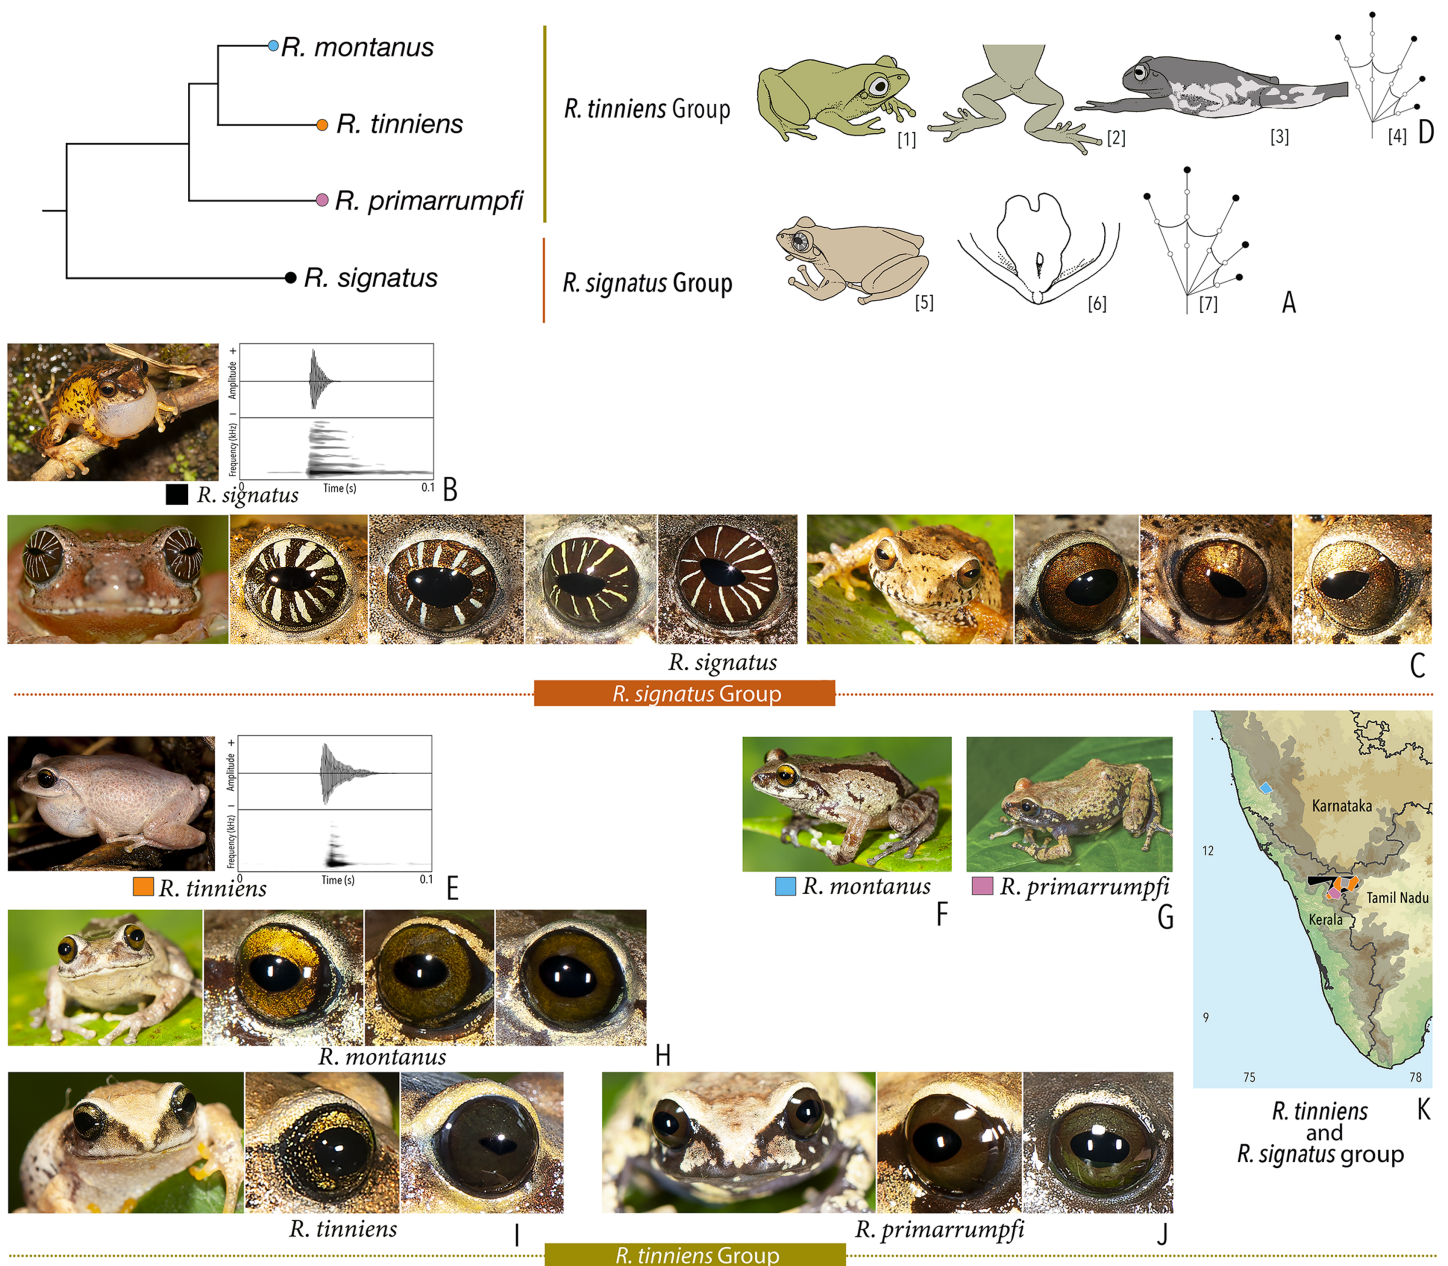 R. montanus
R. tinniens
R. primarrumpfi
R. signatus
R. tinniens Group
R. signatus Group
[1]
[2]
[3]
[4]
D
[5]
[6]
[7]
A
+
Amplitude
–
Frequency (kHz)
0
Time (s)
0.1
B
R. signatus
R. signatus
C
R. signatus Group
+
Amplitude
–
Frequency (kHz)
0
Time (s)
0.1
E
R. tinniens
R. montanus
F
R. primarrumpfi
G
Karnataka
12
Tamil Nadu
Kerala
9
75
78
K
R. tinniens
and
R. signatus group
R. montanus
H
R. tinniens
I
R. primarrumpfi
J
R. tinniens Group